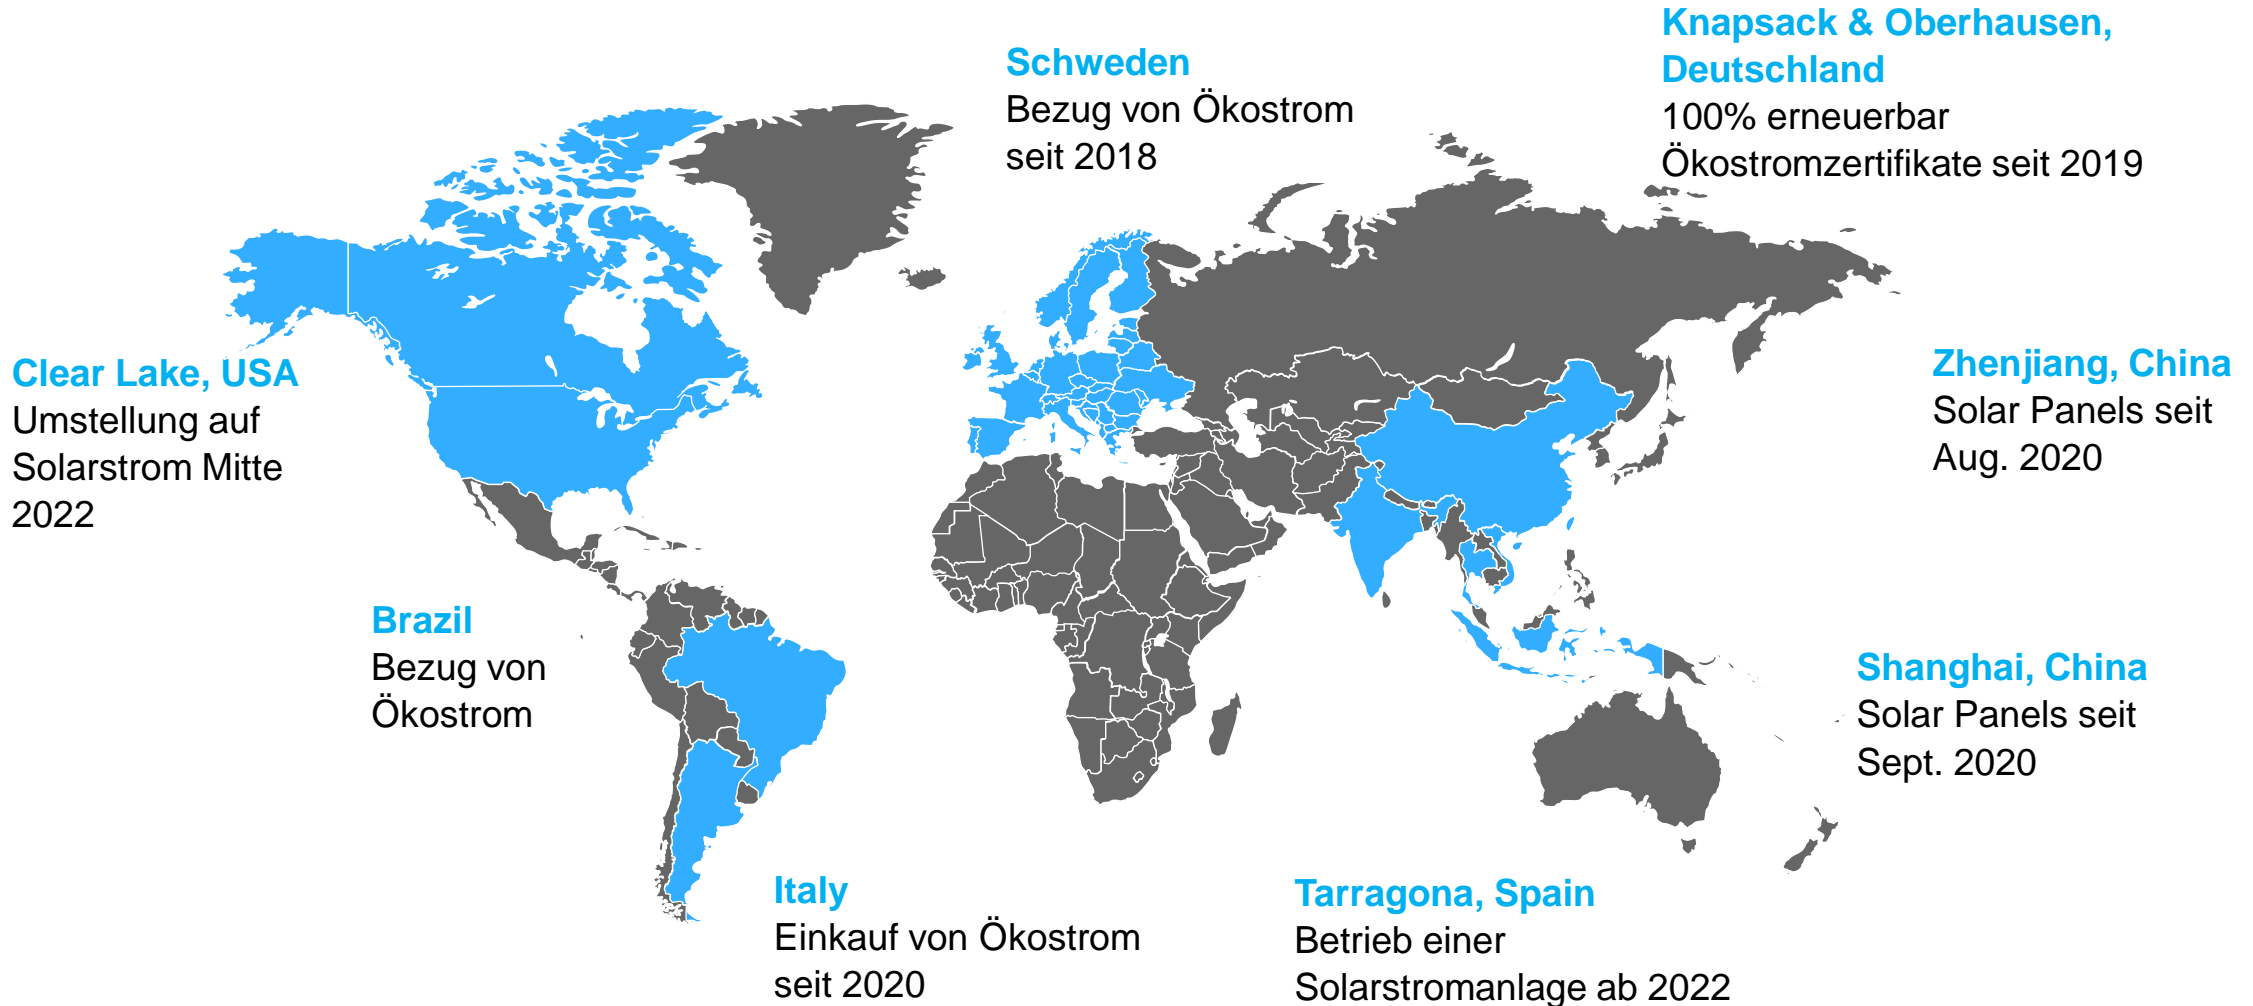 Knapsack & Oberhausen,
Deutschland
100% erneuerbar
Ökostromzertifikate seit 2019
Schweden
Bezug von Ökostrom
seit 2018
Clear Lake, USA
Umstellung auf
Solarstrom Mitte
2022
Zhenjiang, China
Solar Panels seit
Aug. 2020
Brazil
Bezug von
Ökostrom
Shanghai, China
Solar Panels seit
Sept. 2020
Italy
Einkauf von Ökostrom
seit 2020
Tarragona, Spain
Betrieb einer
Solarstromanlage ab 2022